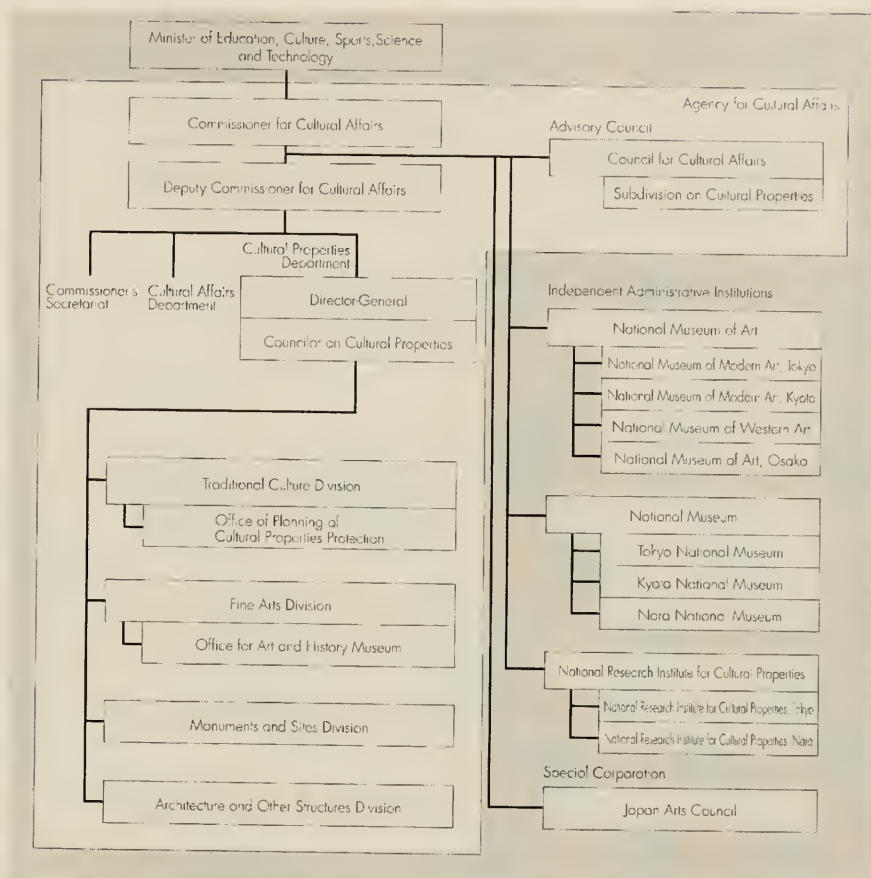 Minister of Education, Culture, Sports,Science
and Technology
Agency for Cultural Affairs
Commissioner for Cultural Affairs
Deputy Commissioner for Cultural Affairs
Commissioner's
Secretariat
Cultural Affairs
Department
Cultural Properties
Department
Director-General
Councilor on Cultural Properties
Traditional Culture Division
Office of Planning of
Cultural Properties Protection
Fine Arts Division
Office for Art and History Museum
Monuments and Sites Division
Architecture and Other Structures Division
Advisory Council
Council for Cultural Affairs
Subdivision on Cultural Properties
Independent Administrative Institutions
National Museum of Art
National Museum of Modern Art, Tokyo
National Museum of Modern Art, Kyoto
National Museum of Western Art
National Museum of Art, Osaka
National Museum
Tokyo National Museum
Kyoto National Museum
Nara National Museum
National Research Institute for Cultural Properties
National Research Institute for Cultural Properties, Tokyo
National Research Institute for Cultural Properties, Nara
Special Corporation
Japan Arts Council